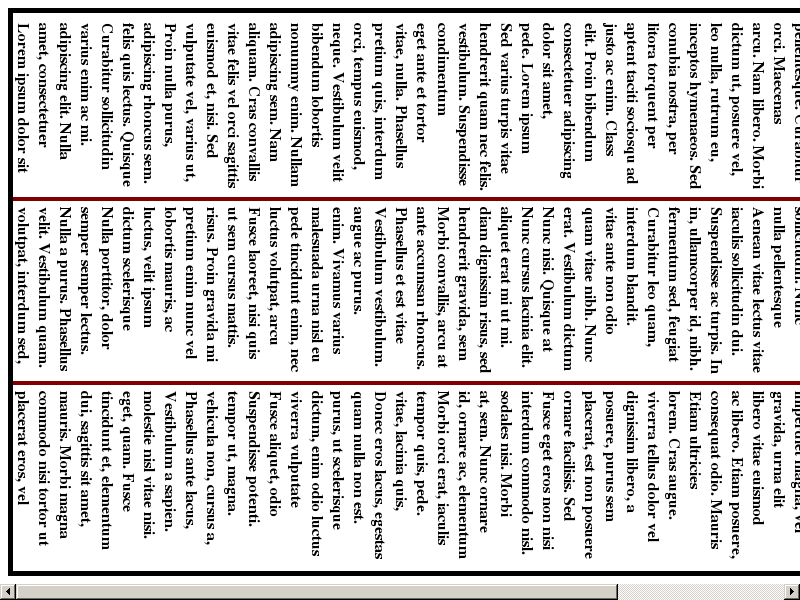 Lorem ipsum dolor sit
amet, consectetuer
adipiscing elit. Nulla
varius enim ac mi.
Curabitur sollicitudin
felis quis lectus. Quisque
adipiscing rhoncus sem.
Proin nulla purus,
vulputate vel, varius ut,
euismod et, nisi. Sed
vitae felis vel orci sagittis
aliquam. Cras convallis
adipiscing sem. Nam
nonummy enim. Nullam
bibendum lobortis
neque. Vestibulum velit
orci, tempus euismod,
pretium quis, interdum
vitae, nulla. Phasellus
eget ante et tortor
condimentum
vestibulum. Suspendisse
hendrerit quam nec felis.
Sed varius turpis vitae
pede. Lorem ipsum
dolor sit amet,
consectetuer adipiscing
elit. Proin bibendum
justo ac enim. Class
aptent taciti sociosqu ad
litora torquent per
conubia nostra, per
inceptos hymenaeos. Sed
leo nulla, rutrum eu,
dictum ut, posuere vel,
arcu. Nam libero. Morbi
orci. Maecenas
volutpat, interdum sed,
velit. Vestibulum quam.
Nulla a purus. Phasellus
semper semper lectus.
Nulla porttitor, dolor
dictum scelerisque
luctus, velit ipsum
lobortis mauris, ac
pretium enim nunc vel
risus. Proin gravida mi
ut sem cursus mattis.
Fusce laoreet, nisi quis
luctus volutpat, arcu
pede tincidunt enim, nec
malesuada urna nisl eu
enim. Vivamus varius
augue ac purus.
Vestibulum vestibulum.
Phasellus et est vitae
ante accumsan rhoncus.
Morbi convallis, arcu at
hendrerit gravida, sem
diam dignissim risus, sed
aliquet erat mi ut mi.
Nunc cursus lacinia elit.
Nunc nisi. Quisque at
erat. Vestibulum dictum
quam vitae nibh. Nunc
vitae ante non odio
interdum blandit.
Curabitur leo quam,
fermentum sed, feugiat
in, ullamcorper id, nibh.
Suspendisse ac turpis. In
iaculis sollicitudin dui.
Aenean vitae lectus vitae
nulla pellentesque
placerat eros, vel
commodo nisi tortor ut
mauris. Morbi magna
dui, sagittis sit amet,
tincidunt et, elementum
eget, quam. Fusce
molestie nisl vitae nisi.
Vestibulum a sapien.
Phasellus ante lacus,
vehicula non, cursus a,
tempor ut, magna.
Suspendisse potenti.
Fusce aliquet, odio
viverra vulputate
dictum, enim odio luctus
purus, ut scelerisque
quam nulla non est.
Donec eros lacus, egestas
vitae, lacinia quis,
tempor quis, pede.
Morbi orci erat, iaculis
id, ornare ac, elementum
at, sem. Nunc ornare
sodales nisi. Morbi
interdum commodo nisl.
Fusce eget eros non nisi
ornare facilisis. Sed
placerat, est non posuere
posuere, purus sem
dignissim libero, a
viverra tellus dolor vel
lorem. Cras augue.
Etiam ultricies
consequat odio. Mauris
ac libero. Etiam posuere,
libero vitae euismod
gravida, urna elit